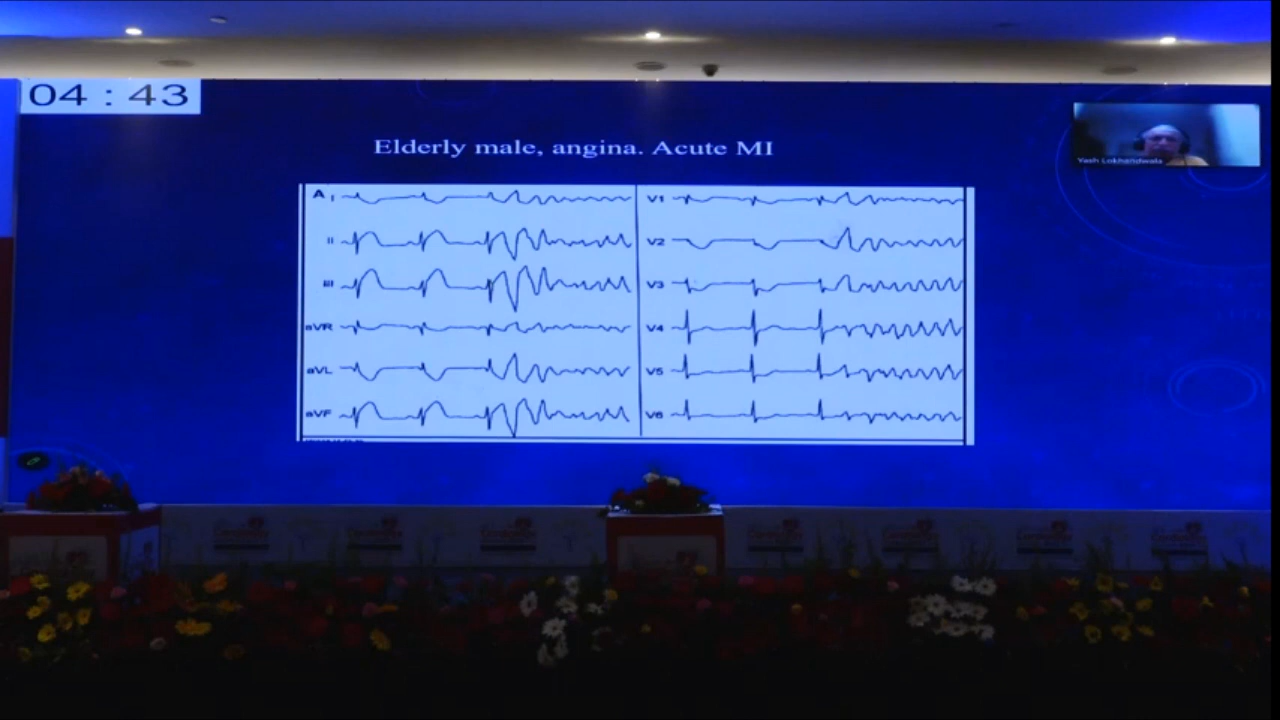 04 : 43
Elderly male, angina. Acute MI
Yash Lokhandwala
A I
V1
II
V2
III
V3
aVR
V4
aVL
V5
aVF
V6